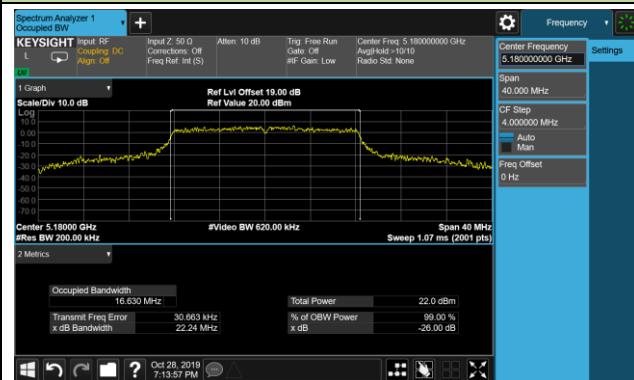 Spectrum Analyzer 1
Occupied BW
+
Frequency
KEYSIGHT
L
Input: RF
Coupling: DC
Align: Off
Input Z: 50 Ω
Corrections: Off
Freq Ref: Int (S)
Atten: 10 dB
Trig: Free Run
Gate: Off
#IF Gain: Low
Center Freq: 5.180000000 GHz
Avg|Hold:>10/10
Radio Std: None
Center Frequency
5.180000000 GHz
Settings
Span
40.000 MHz
CF Step
4.000000 MHz
Auto
Man
Freq Offset
0 Hz
1 Graph
Scale/Div 10.0 dB
Ref Lvl Offset 19.00 dB
Ref Value 20.00 dBm
Log
10.0
0.00
-10.0
-20.0
-30.0
-40.0
-50.0
-60.0
-70.0
Center 5.18000 GHz
#Res BW 200.00 kHz
#Video BW 620.00 kHz
Span 40 MHz
Sweep 1.07 ms (2001 pts)
2 Metrics
Occupied Bandwidth
16.630 MHz
Transmit Freq Error 30.663 kHz
x dB Bandwidth 22.24 MHz
Total Power 22.0 dBm
% of OBW Power 99.00 %
x dB -26.00 dB
?
Oct 28, 2019
7:13:57 PM